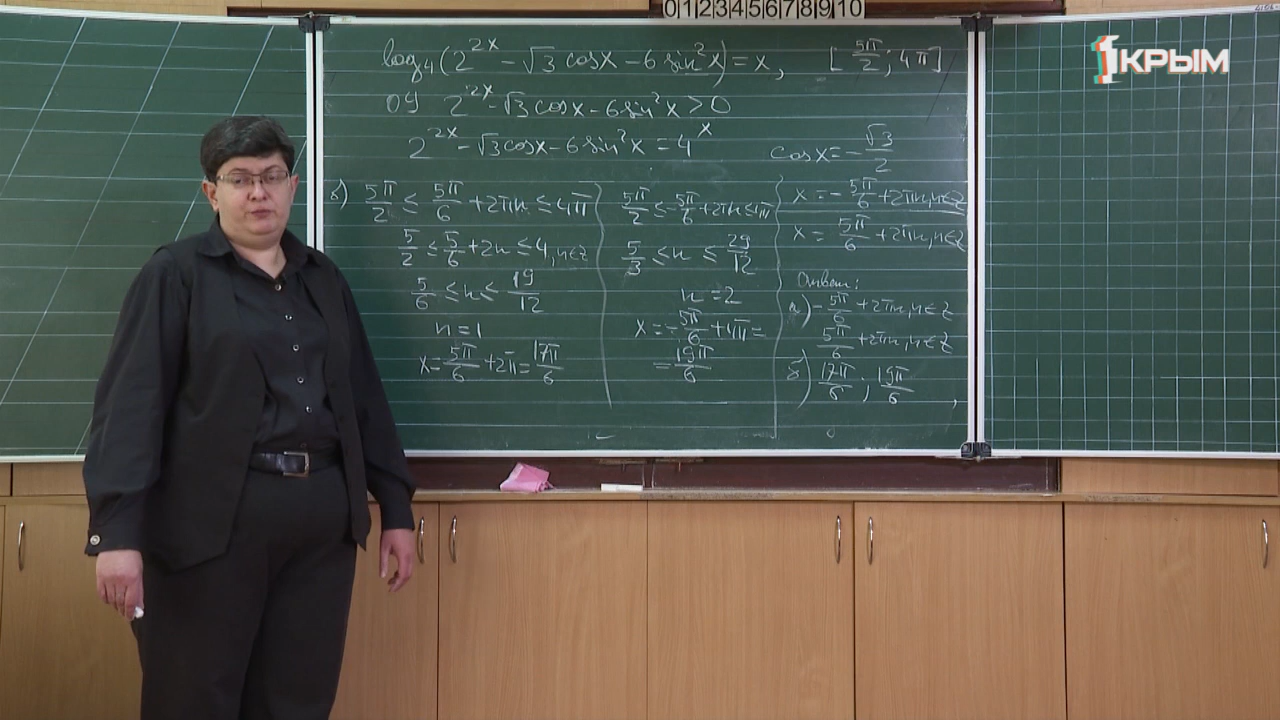 0 1 2 3 4 5 6 7 8 9 10
1КРЫМ
log₄(2^{2x} - √3 cosx - 6 sin²x) = x, [5π/2; 4π]
ОУ 2^{2x} - √3 cosx - 6 sin²x > 0
2^{2x} - √3 cosx - 6 sin²x = 4^x
б) 5π/2 ≤ 5π/6 + 2πn ≤ 4π
5/2 ≤ 5/6 + 2n ≤ 4, n∈Z
5/6 ≤ n ≤ 19/12
n = 1
x = 5π/6 + 2π = 17π/6
5π/2 ≤ -5π/6 + 2πn ≤ 4π
5/3 ≤ n ≤ 29/12
n = 2
x = -5π/6 + 4π =
= 19π/6
cosx = -√3/2
x = -5π/6 + 2πn, n∈Z
x = 5π/6 + 2πn, n∈Z
Ответ:
а) -5π/6 + 2πn, n∈Z
5π/6 + 2πn, n∈Z
б) 17π/6; 19π/6